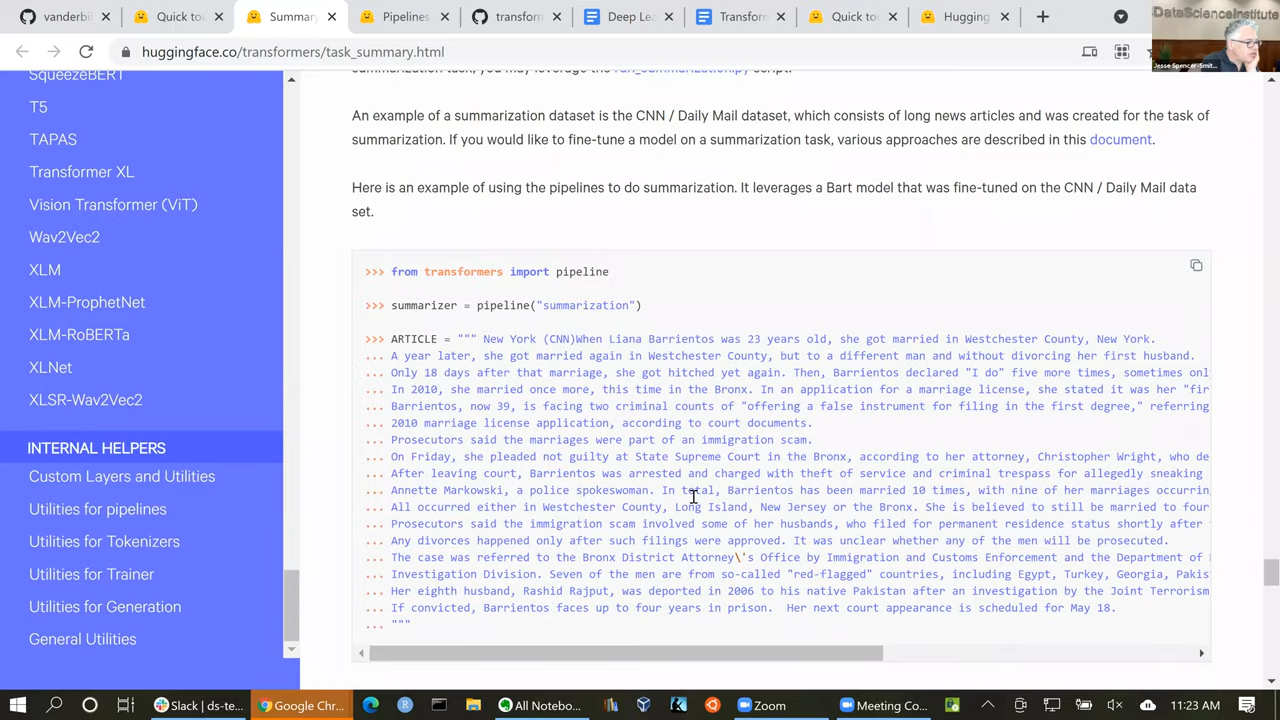 vanderbi
Quick to
Summar
Pipelines
transfor
Deep Le
Transfor
Quick to
Hugging
DataScienceInstitute
huggingface.co/transformers/task_summary.html
Jesse Spencer-Smit...
SqueezeBERT
T5
TAPAS
Transformer XL
Vision Transformer (ViT)
Wav2Vec2
XLM
XLM-ProphetNet
XLM-RoBERTa
XLNet
XLSR-Wav2Vec2
INTERNAL HELPERS
Custom Layers and Utilities
Utilities for pipelines
Utilities for Tokenizers
Utilities for Trainer
Utilities for Generation
General Utilities
summarization task, you may leverage the run_summarization.py script.
An example of a summarization dataset is the CNN / Daily Mail dataset, which consists of long news articles and was created for the task of
summarization. If you would like to fine-tune a model on a summarization task, various approaches are described in this document.
Here is an example of using the pipelines to do summarization. It leverages a Bart model that was fine-tuned on the CNN / Daily Mail data
set.
>>> from transformers import pipeline
>>> summarizer = pipeline("summarization")
>>> ARTICLE = """ New York (CNN)When Liana Barrientos was 23 years old, she got married in Westchester County, New York.
... A year later, she got married again in Westchester County, but to a different man and without divorcing her first husband.
... Only 18 days after that marriage, she got hitched yet again. Then, Barrientos declared "I do" five more times, sometimes onl
... In 2010, she married once more, this time in the Bronx. In an application for a marriage license, she stated it was her "fir
... Barrientos, now 39, is facing two criminal counts of "offering a false instrument for filing in the first degree," referring
... 2010 marriage license application, according to court documents.
... Prosecutors said the marriages were part of an immigration scam.
... On Friday, she pleaded not guilty at State Supreme Court in the Bronx, according to her attorney, Christopher Wright, who de
... After leaving court, Barrientos was arrested and charged with theft of service and criminal trespass for allegedly sneaking
... Annette Markowski, a police spokeswoman. In total, Barrientos has been married 10 times, with nine of her marriages occurrin
... All occurred either in Westchester County, Long Island, New Jersey or the Bronx. She is believed to still be married to four
... Prosecutors said the immigration scam involved some of her husbands, who filed for permanent residence status shortly after
... Any divorces happened only after such filings were approved. It was unclear whether any of the men will be prosecuted.
... The case was referred to the Bronx District Attorney\'s Office by Immigration and Customs Enforcement and the Department of
... Investigation Division. Seven of the men are from so-called "red-flagged" countries, including Egypt, Turkey, Georgia, Pakis
... Her eighth husband, Rashid Rajput, was deported in 2006 to his native Pakistan after an investigation by the Joint Terrorism
... If convicted, Barrientos faces up to four years in prison.  Her next court appearance is scheduled for May 18.
... """
Slack | ds-te...
Google Chr...
All Notebo...
Zoom
Meeting Co...
11:23 AM